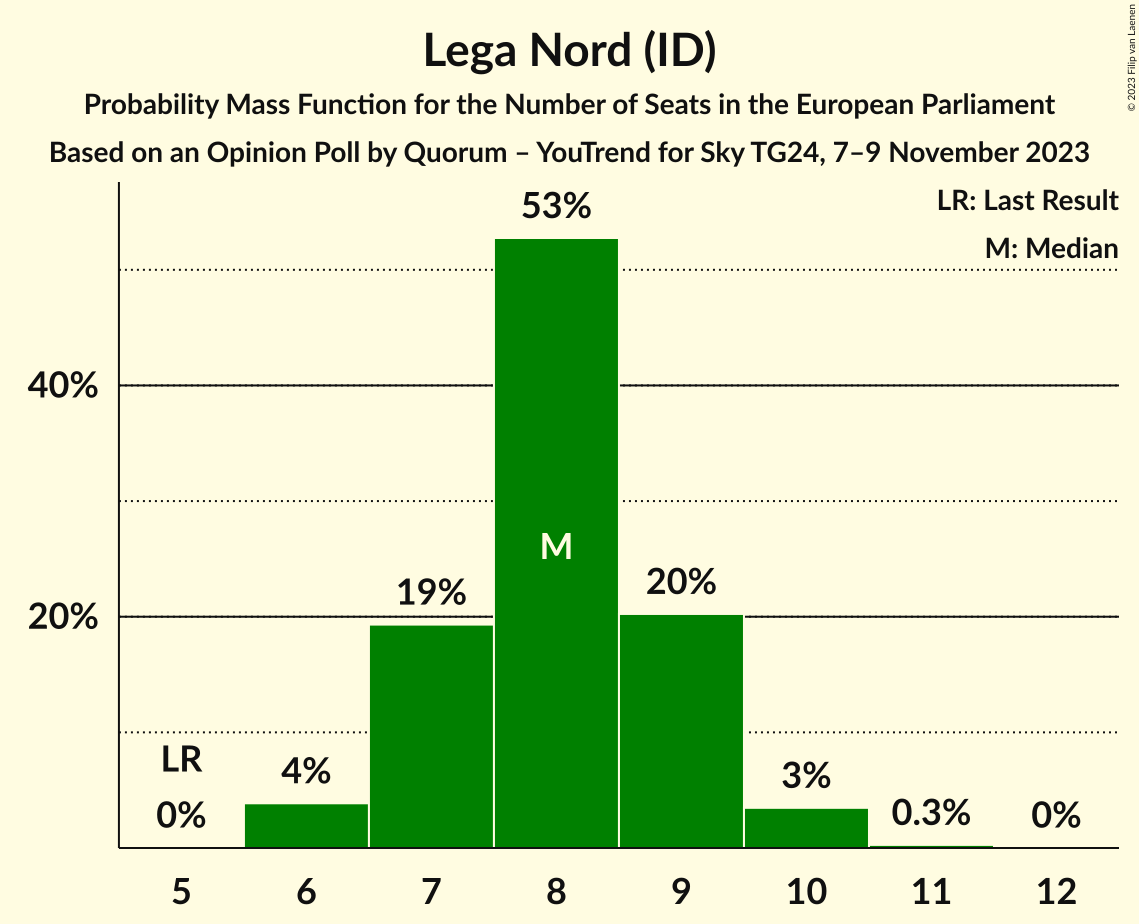 Lega Nord (ID)
Probability Mass Function for the Number of Seats in the European Parliament
Based on an Opinion Poll by Quorum – YouTrend for Sky TG24, 7–9 November 2023
© 2023 Filip van Laenen
LR: Last Result
M: Median
53%
40%
M
19%
20%
20%
LR
0%
4%
3%
0.3%
0%
5 6 7 8 9 10 11 12